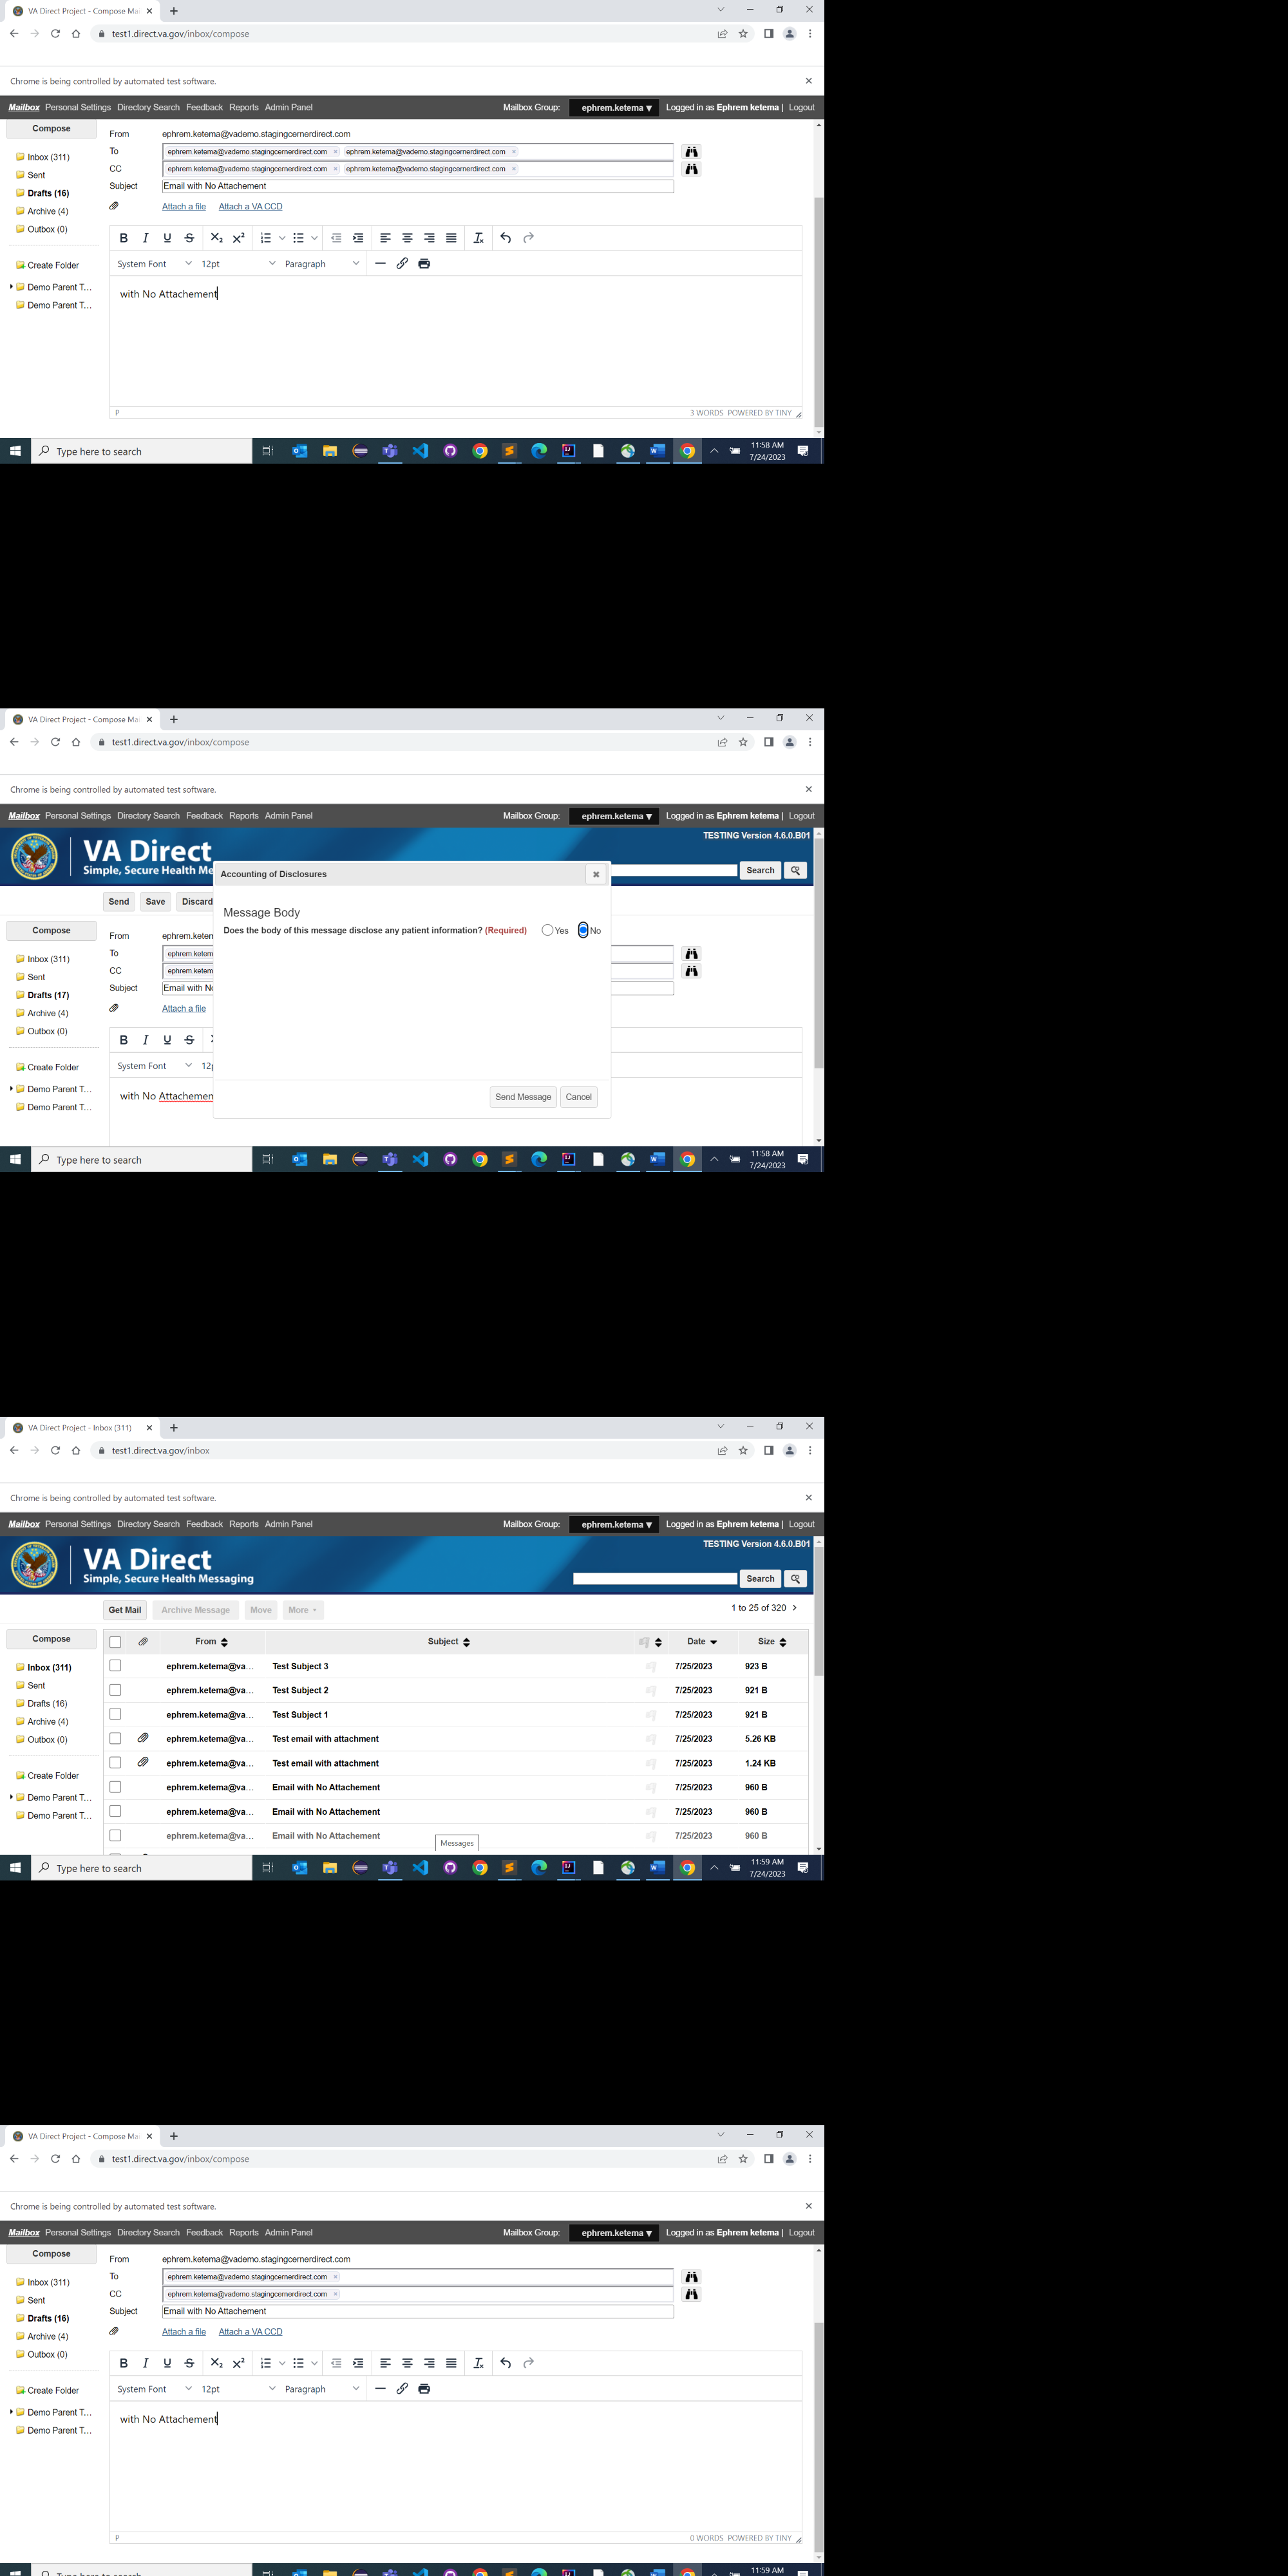 VA Direct Project - Compose Ma
test1.direct.va.gov/inbox/compose
Chrome is being controlled by automated test software.
Mailbox Personal Settings Directory Search Feedback Reports Admin Panel Mailbox Group: ephrem.ketema ▼ Logged in as Ephrem ketema | Logout
Compose
From ephrem.ketema@vademo.stagingcernerdirect.com
To ephrem.ketema@vademo.stagingcernerdirect.com × ephrem.ketema@vademo.stagingcernerdirect.com ×
CC ephrem.ketema@vademo.stagingcernerdirect.com × ephrem.ketema@vademo.stagingcernerdirect.com ×
Subject Email with No Attachement
Attach a file Attach a VA CCD
Inbox (311)
Sent
Drafts (16)
Archive (4)
Outbox (0)
Create Folder
Demo Parent T...
Demo Parent T...
System Font 12pt Paragraph
with No Attachement
P 3 WORDS POWERED BY TINY
Type here to search
11:58 AM
7/24/2023
VA Direct Project - Compose Ma
test1.direct.va.gov/inbox/compose
Chrome is being controlled by automated test software.
Mailbox Personal Settings Directory Search Feedback Reports Admin Panel Mailbox Group: ephrem.ketema ▼ Logged in as Ephrem ketema | Logout
TESTING Version 4.6.0.B01
VA Direct
Simple, Secure Health Me
Search
Accounting of Disclosures
Message Body
Does the body of this message disclose any patient information? (Required) Yes No
Send Message Cancel
Send Save Discard
Compose
Inbox (311)
Sent
Drafts (17)
Archive (4)
Outbox (0)
Create Folder
Demo Parent T...
Demo Parent T...
From ephrem.keter
To ephrem.ketem
CC ephrem.ketem
Subject Email with No
Attach a file
System Font 12p
with No Attachemen
Type here to search
11:58 AM
7/24/2023
VA Direct Project - Inbox (311)
test1.direct.va.gov/inbox
Chrome is being controlled by automated test software.
Mailbox Personal Settings Directory Search Feedback Reports Admin Panel Mailbox Group: ephrem.ketema ▼ Logged in as Ephrem ketema | Logout
TESTING Version 4.6.0.B01
VA Direct
Simple, Secure Health Messaging
Search
Get Mail Archive Message Move More 1 to 25 of 320
Compose
Inbox (311)
Sent
Drafts (16)
Archive (4)
Outbox (0)
Create Folder
Demo Parent T...
Demo Parent T...
From Subject Date Size
ephrem.ketema@va... Test Subject 3 7/25/2023 923 B
ephrem.ketema@va... Test Subject 2 7/25/2023 921 B
ephrem.ketema@va... Test Subject 1 7/25/2023 921 B
ephrem.ketema@va... Test email with attachment 7/25/2023 5.26 KB
ephrem.ketema@va... Test email with attachment 7/25/2023 1.24 KB
ephrem.ketema@va... Email with No Attachement 7/25/2023 960 B
ephrem.ketema@va... Email with No Attachement 7/25/2023 960 B
ephrem.ketema@va... Email with No Attachement 7/25/2023 960 B
Messages
Type here to search
11:59 AM
7/24/2023
VA Direct Project - Compose Ma
test1.direct.va.gov/inbox/compose
Chrome is being controlled by automated test software.
Mailbox Personal Settings Directory Search Feedback Reports Admin Panel Mailbox Group: ephrem.ketema ▼ Logged in as Ephrem ketema | Logout
Compose
From ephrem.ketema@vademo.stagingcernerdirect.com
To ephrem.ketema@vademo.stagingcernerdirect.com ×
CC ephrem.ketema@vademo.stagingcernerdirect.com ×
Subject Email with No Attachement
Attach a file Attach a VA CCD
Inbox (311)
Sent
Drafts (16)
Archive (4)
Outbox (0)
Create Folder
Demo Parent T...
Demo Parent T...
System Font 12pt Paragraph
with No Attachement
P 0 WORDS POWERED BY TINY
Type here to search
11:59 AM